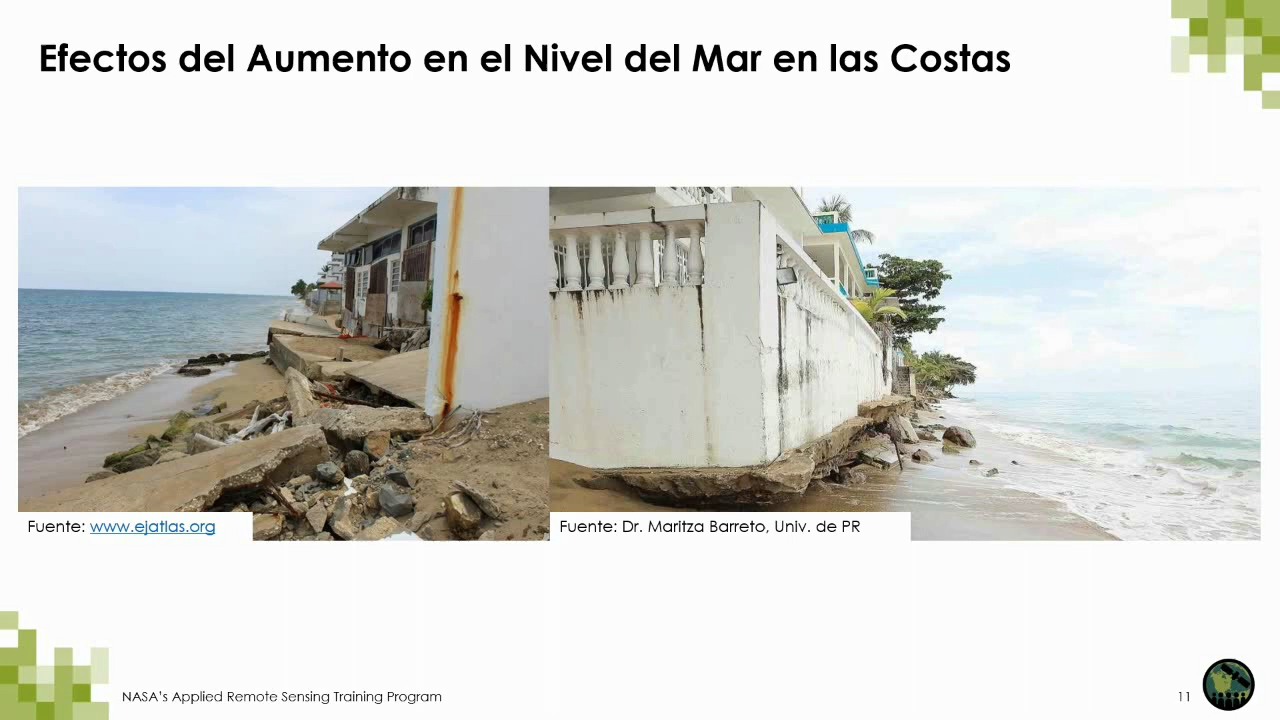 Efectos del Aumento en el Nivel del Mar en las Costas
Fuente: www.ejatlas.org
Fuente: Dr. Maritza Barreto, Univ. de PR
NASA's Applied Remote Sensing Training Program
11